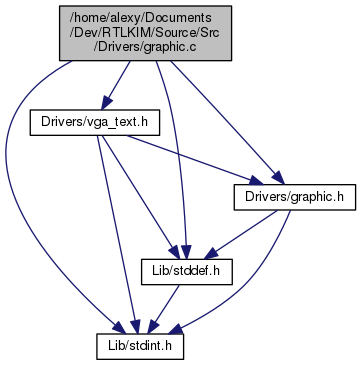 /home/alexy/Documents
/Dev/RTLKIM/Source/Src
/Drivers/graphic.c
Drivers/vga_text.h
Drivers/graphic.h
Lib/stddef.h
Lib/stdint.h